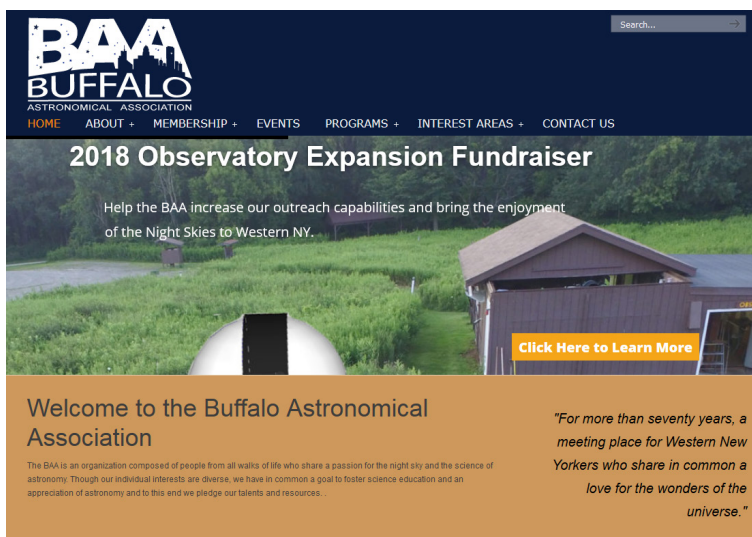 Search...
BAA
BUFFALO
ASTRONOMICAL ASSOCIATION
HOME ABOUT + MEMBERSHIP + EVENTS PROGRAMS + INTEREST AREAS + CONTACT US
2018 Observatory Expansion Fundraiser
Help the BAA increase our outreach capabilities and bring the enjoyment
of the Night Skies to Western NY.
Click Here to Learn More
Welcome to the Buffalo Astronomical
Association
The BAA is an organization composed of people from all walks of life who share a passion for the night sky and the science of
astronomy. Though our individual interests are diverse, we have in common a goal to foster science education and an
appreciation of astronomy and to this end we pledge our talents and resources. .
"For more than seventy years, a
meeting place for Western New
Yorkers who share in common a
love for the wonders of the
universe."